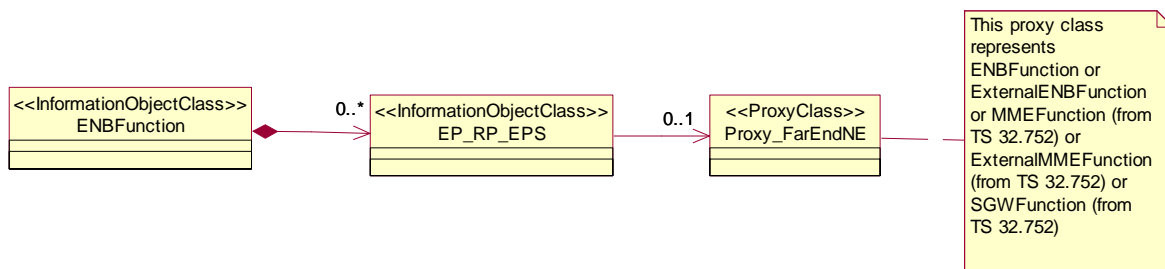 <<InformationObjectClass>>
ENBFunction
0..*
<<InformationObjectClass>>
EP_RP_EPS
0..1
<<ProxyClass>>
Proxy_FarEndNE
This proxy class
represents
ENBFunction or
ExternalENBFunction
or MMEFunction (from
TS 32.752) or
ExternalMMEFunction
(from TS 32.752) or
SGWFunction (from
TS 32.752)